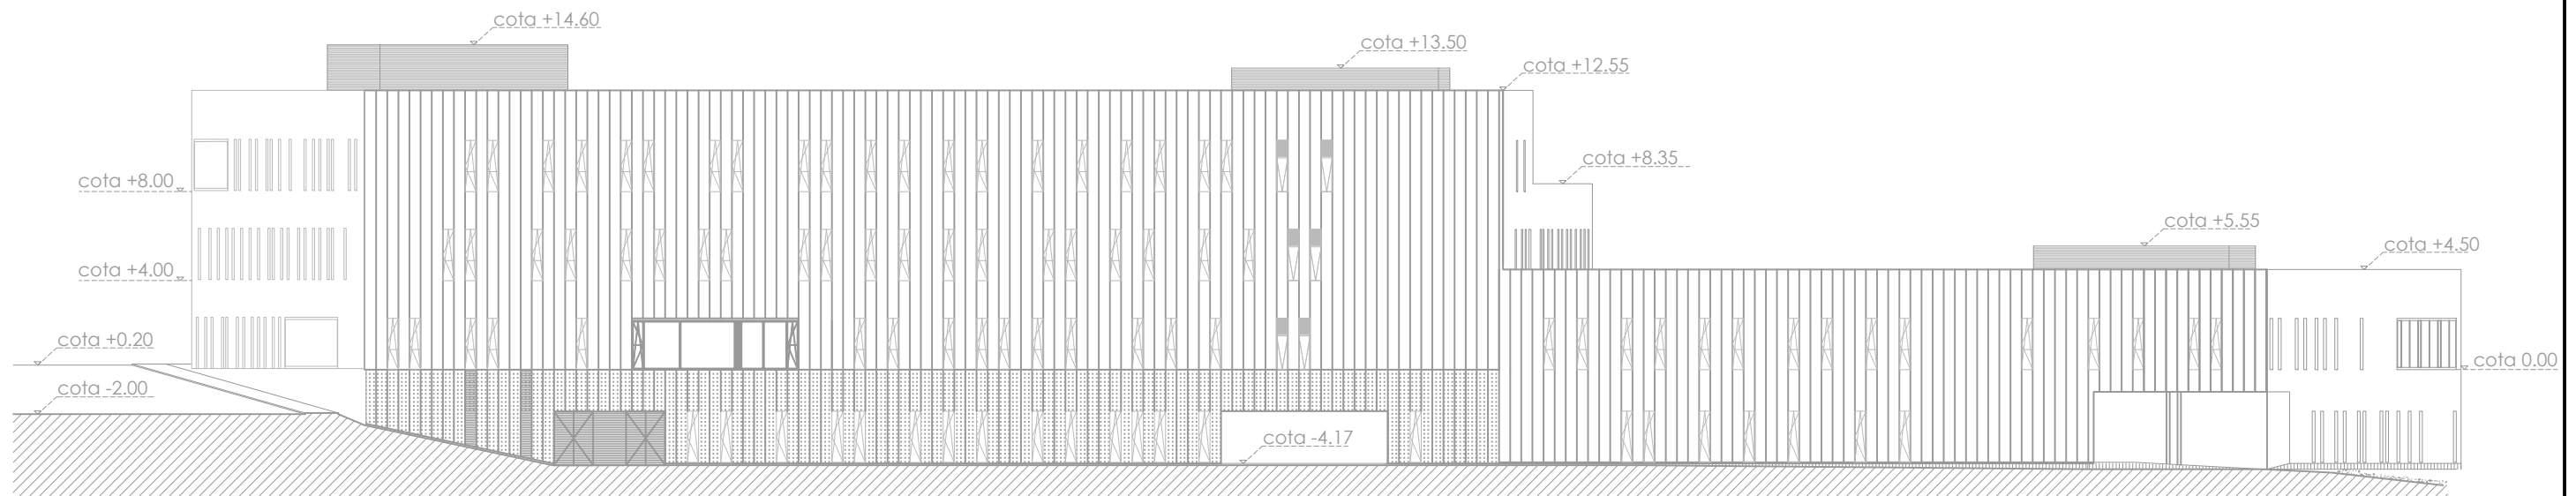 cota +14.60
cota +13.50
cota +12.55
cota +8.35
cota +8.00
cota +5.55
cota +4.50
cota +4.00
cota +0.20
cota 0.00
cota -2.00
cota -4.17